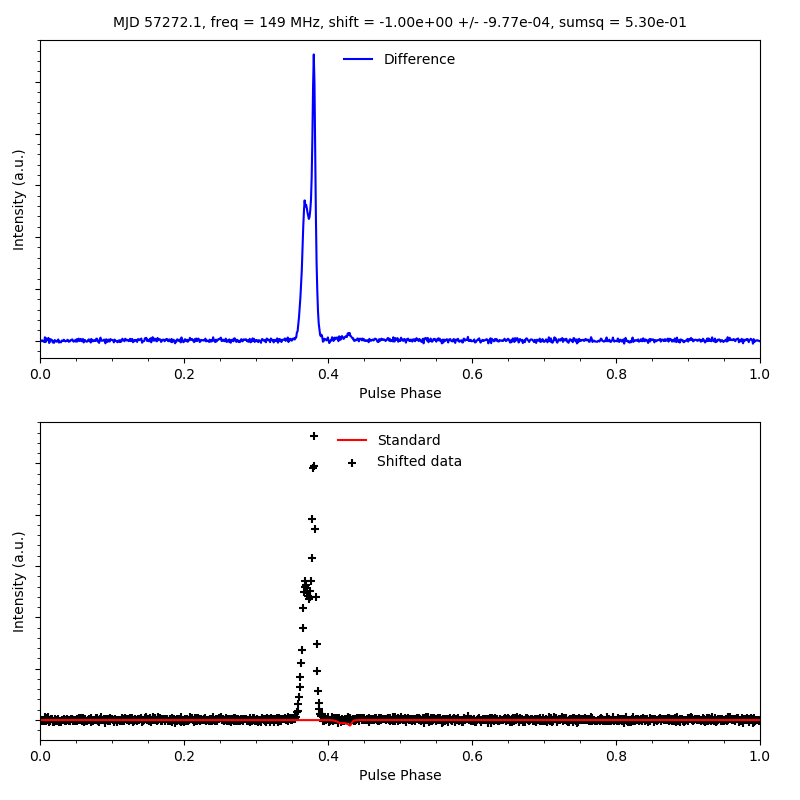 MJD 57272.1, freq = 149 MHz, shift = -1.00e+00 +/- -9.77e-04, sumsq = 5.30e-01
Difference
Intensity (a.u.)
0.0 0.2 0.4 0.6 0.8 1.0
Pulse Phase
Standard
Shifted data
Intensity (a.u.)
0.0 0.2 0.4 0.6 0.8 1.0
Pulse Phase